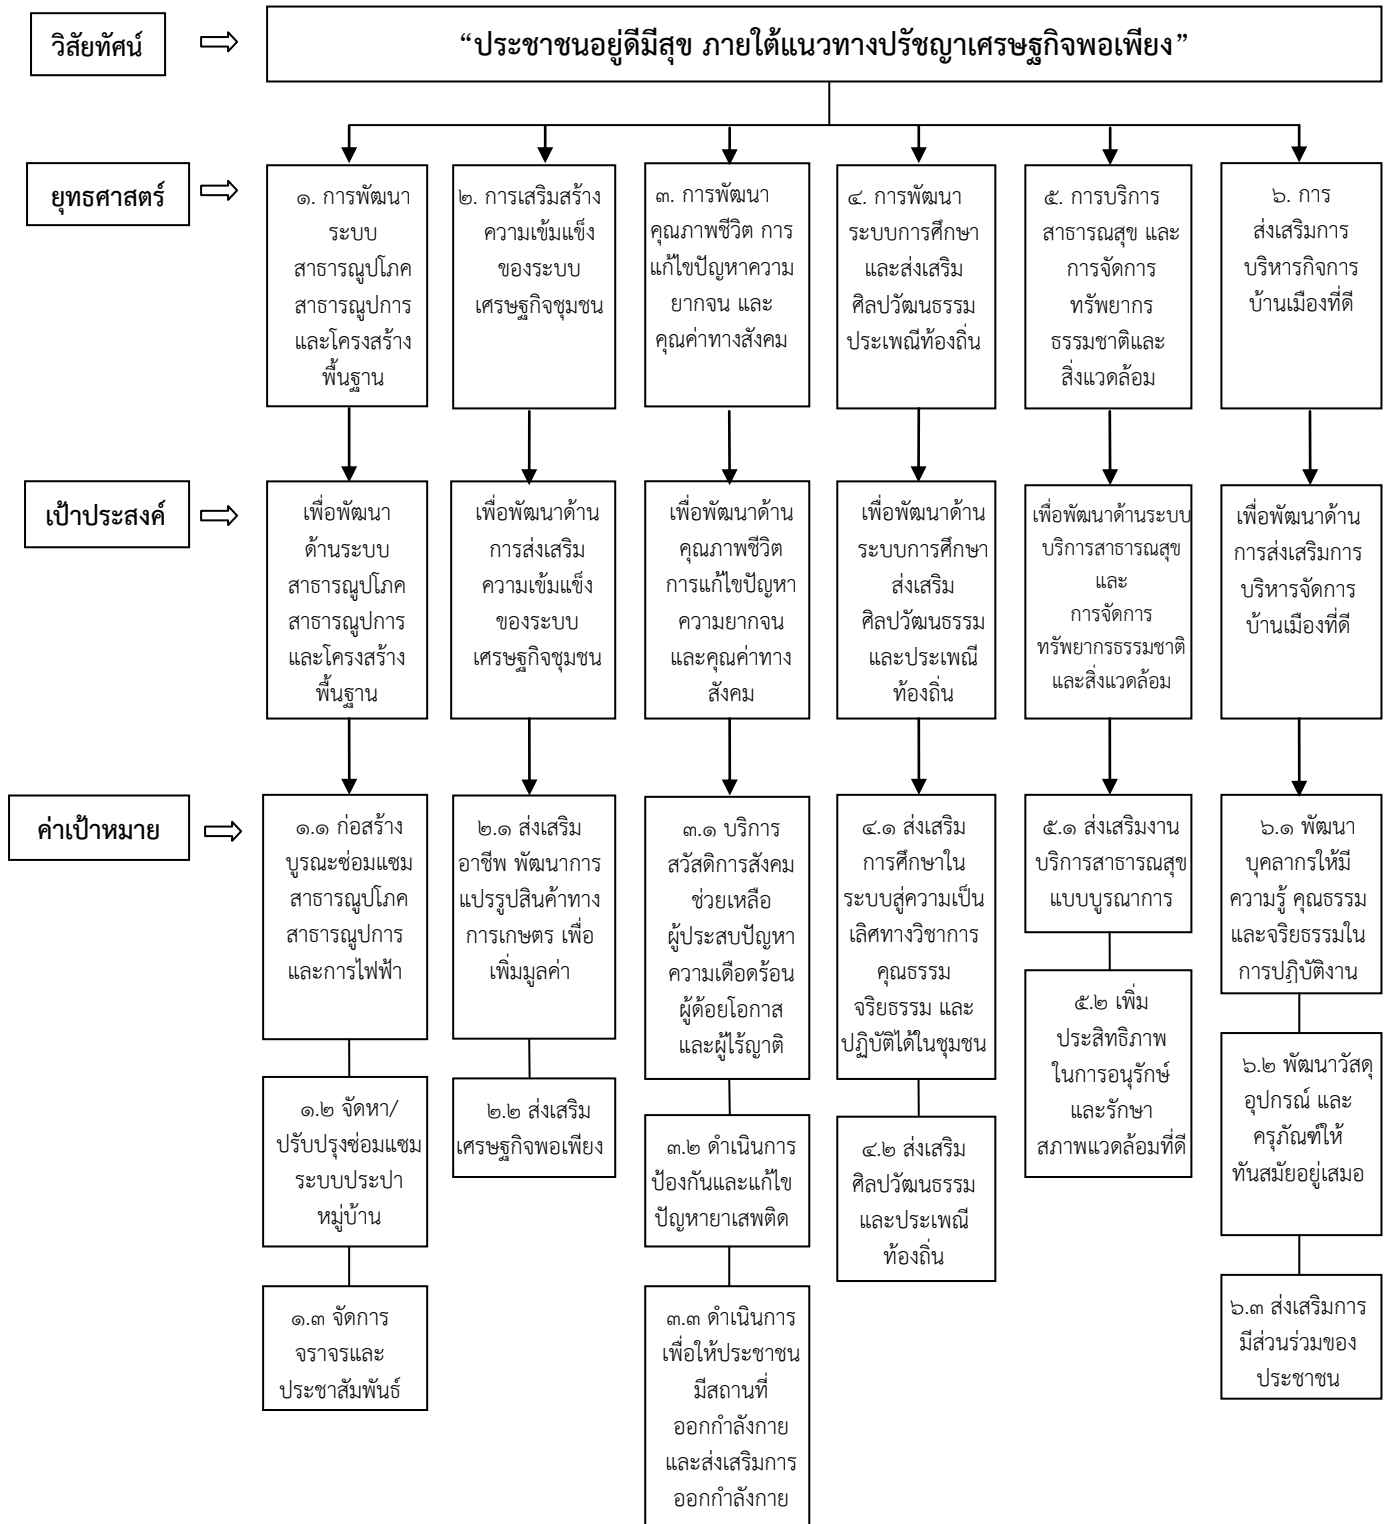 วิสัยทัศน์
“ประชาชนอยู่ดีมีสุข ภายใต้แนวทางปรัชญาเศรษฐกิจพอเพียง”
ยุทธศาสตร์
๑. การพัฒนา
ระบบ
สาธารณูปโภค
สาธารณูปการ
และโครงสร้าง
พื้นฐาน
๒. การเสริมสร้าง
ความเข้มแข็ง
ของระบบ
เศรษฐกิจชุมชน
๓. การพัฒนา
คุณภาพชีวิต การ
แก้ไขปัญหาความ
ยากจน และ
คุณค่าทางสังคม
๔. การพัฒนา
ระบบการศึกษา
และส่งเสริม
ศิลปวัฒนธรรม
ประเพณีท้องถิ่น
๕. การบริการ
สาธารณสุข และ
การจัดการ
ทรัพยากร
ธรรมชาติและ
สิ่งแวดล้อม
๖. การ
ส่งเสริมการ
บริหารกิจการ
บ้านเมืองที่ดี
เป้าประสงค์
เพื่อพัฒนา
ด้านระบบ
สาธารณูปโภค
สาธารณูปการ
และโครงสร้าง
พื้นฐาน
เพื่อพัฒนาด้าน
การส่งเสริม
ความเข้มแข็ง
ของระบบ
เศรษฐกิจชุมชน
เพื่อพัฒนาด้าน
คุณภาพชีวิต
การแก้ไขปัญหา
ความยากจน
และคุณค่าทาง
สังคม
เพื่อพัฒนาด้าน
ระบบการศึกษา
ส่งเสริม
ศิลปวัฒนธรรม
และประเพณี
ท้องถิ่น
เพื่อพัฒนาด้านระบบ
บริการสาธารณสุข
และ
การจัดการ
ทรัพยากรธรรมชาติ
และสิ่งแวดล้อม
เพื่อพัฒนาด้าน
การส่งเสริมการ
บริหารจัดการ
บ้านเมืองที่ดี
ค่าเป้าหมาย
๑.๑ ก่อสร้าง
บูรณะซ่อมแซม
สาธารณูปโภค
สาธารณูปการ
และการไฟฟ้า
๑.๒ จัดหา/
ปรับปรุงซ่อมแซม
ระบบประปา
หมู่บ้าน
๑.๓ จัดการ
จราจรและ
ประชาสัมพันธ์
๒.๑ ส่งเสริม
อาชีพ พัฒนาการ
แปรรูปสินค้าทาง
การเกษตร เพื่อ
เพิ่มมูลค่า
๒.๒ ส่งเสริม
เศรษฐกิจพอเพียง
๓.๑ บริการ
สวัสดิการสังคม
ช่วยเหลือ
ผู้ประสบปัญหา
ความเดือดร้อน
ผู้ด้อยโอกาส
และผู้ไร้ญาติ
๓.๒ ดำเนินการ
ป้องกันและแก้ไข
ปัญหายาเสพติด
๓.๓ ดำเนินการ
เพื่อให้ประชาชน
มีสถานที่
ออกกำลังกาย
และส่งเสริมการ
ออกกำลังกาย
๔.๑ ส่งเสริม
การศึกษาใน
ระบบสู่ความเป็น
เลิศทางวิชาการ
คุณธรรม
จริยธรรม และ
ปฏิบัติได้ในชุมชน
๔.๒ ส่งเสริม
ศิลปวัฒนธรรม
และประเพณี
ท้องถิ่น
๕.๑ ส่งเสริมงาน
บริการสาธารณสุข
แบบบูรณาการ
๕.๒ เพิ่ม
ประสิทธิภาพ
ในการอนุรักษ์
และรักษา
สภาพแวดล้อมที่ดี
๖.๑ พัฒนา
บุคลากรให้มี
ความรู้ คุณธรรม
และจริยธรรมใน
การปฏิบัติงาน
๖.๒ พัฒนาวัสดุ
อุปกรณ์ และ
ครุภัณฑ์ให้
ทันสมัยอยู่เสมอ
๖.๓ ส่งเสริมการ
มีส่วนร่วมของ
ประชาชน